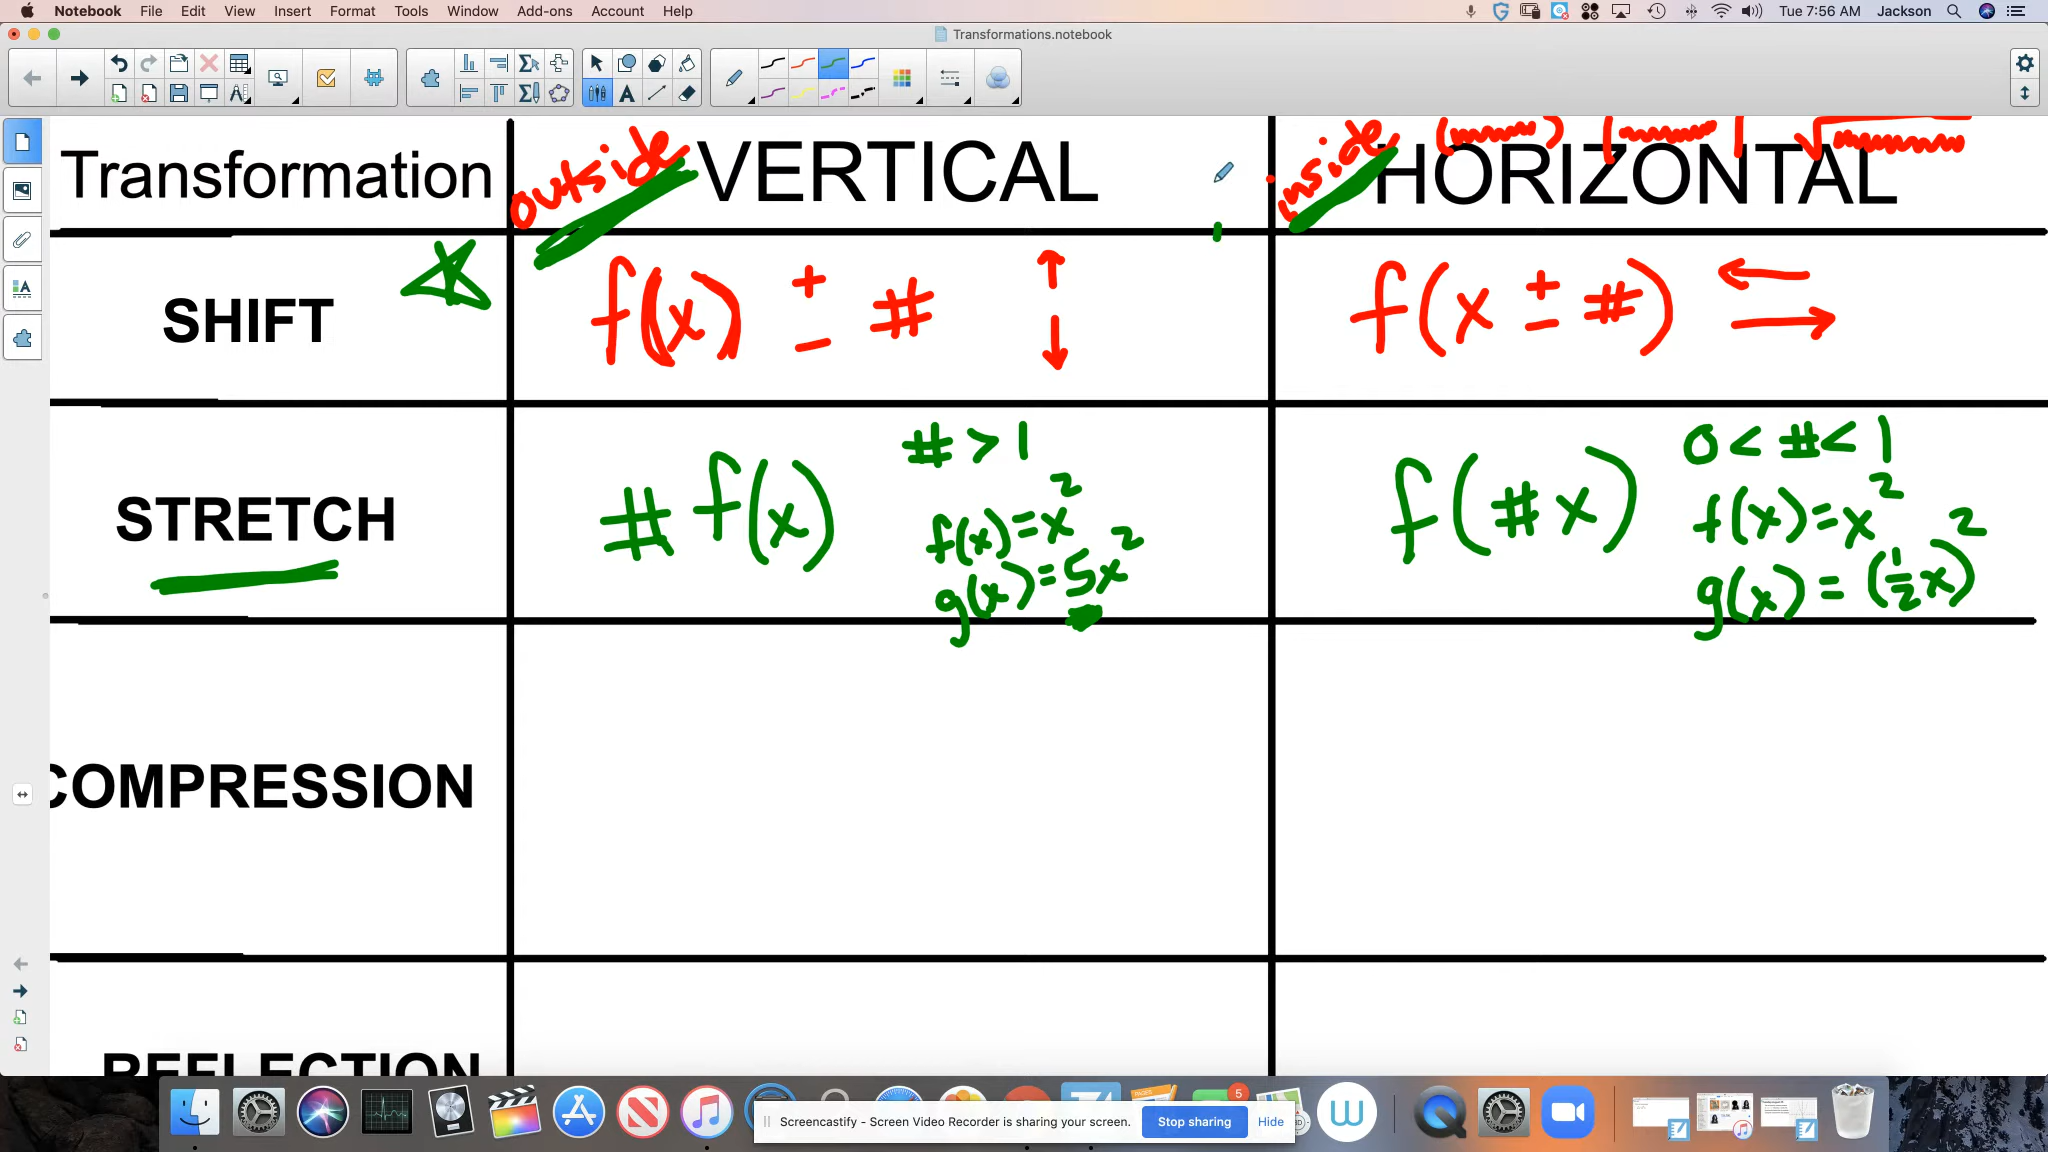 Notebook File Edit View Insert Format Tools Window Add-ons Account Help Tue 7:56 AM Jackson
Transformations.notebook
Transformation outside VERTICAL inside HORIZONTAL
SHIFT f(x) ± # f(x ± #)
STRETCH # f(x) # > 1 f(# x) 0 < # < 1
f(x) = x² f(x) = x²
g(x) = 5x² g(x) = (½x)²
COMPRESSION
REFLECTION
5
Screencastify - Screen Video Recorder is sharing your screen. Stop sharing Hide